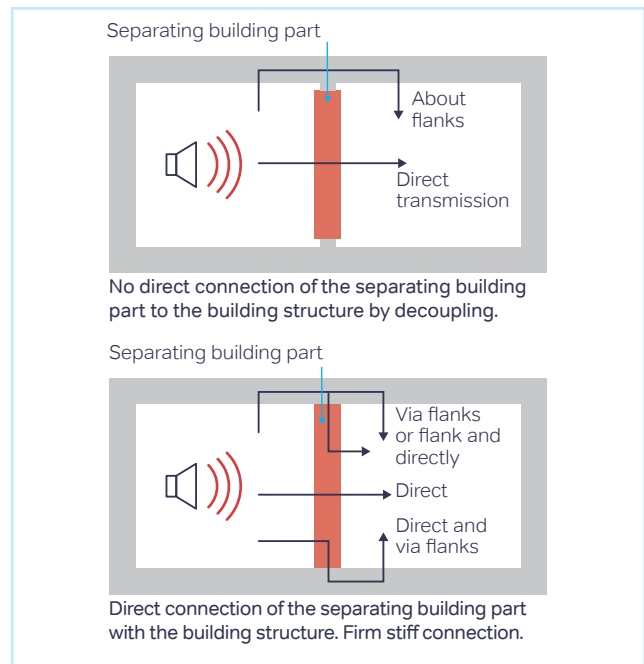 Separating building part
About
flanks
Direct
transmission
No direct connection of the separating building
part to the building structure by decoupling.
Separating building part
Via flanks
or flank and
directly
Direct
Direct and
via flanks
Direct connection of the separating building part
with the building structure. Firm stiff connection.